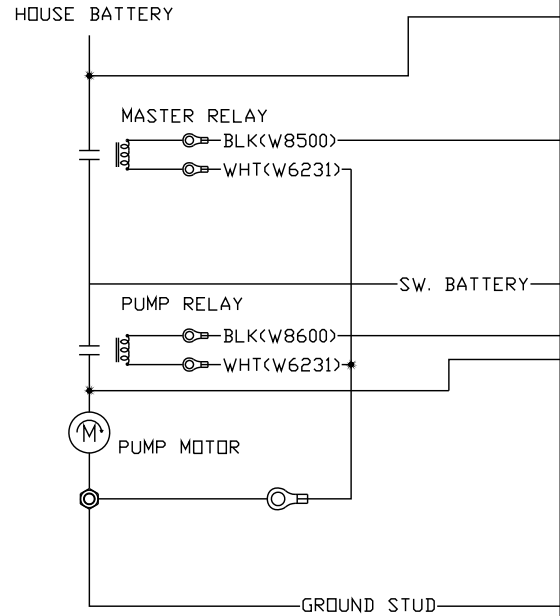 HOUSE BATTERY
MASTER RELAY
BLK(W8500)
WHT(W6231)
SW. BATTERY
PUMP RELAY
BLK(W8600)
WHT(W6231)
M
PUMP MOTOR
GROUND STUD